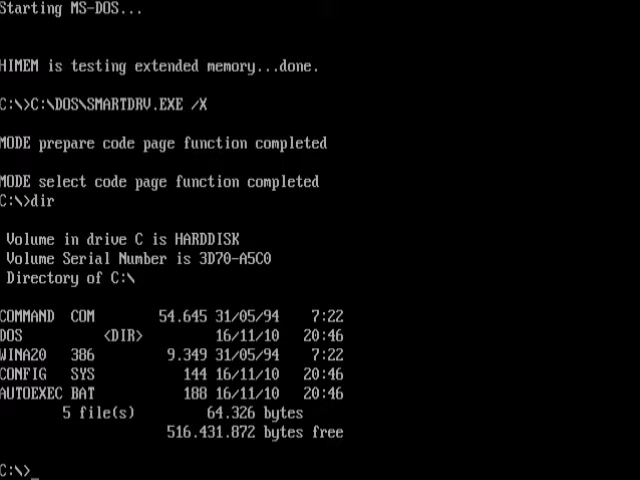 Starting MS-DOS...
HIMEM is testing extended memory...done.
C:\>C:\DOS\SMARTDRV.EXE /X
MODE prepare code page function completed
MODE select code page function completed
C:\>dir
Volume in drive C is HARDDISK
Volume Serial Number is 3D70-A5C0
Directory of C:\
COMMAND  COM        54.645 31/05/94    7:22
DOS          <DIR>         16/11/10   20:46
WINA20   386         9.349 31/05/94    7:22
CONFIG   SYS           144 16/11/10   20:46
AUTOEXEC BAT           188 16/11/10   20:46
5 file(s)         64.326 bytes
516.431.872 bytes free
C:\>_